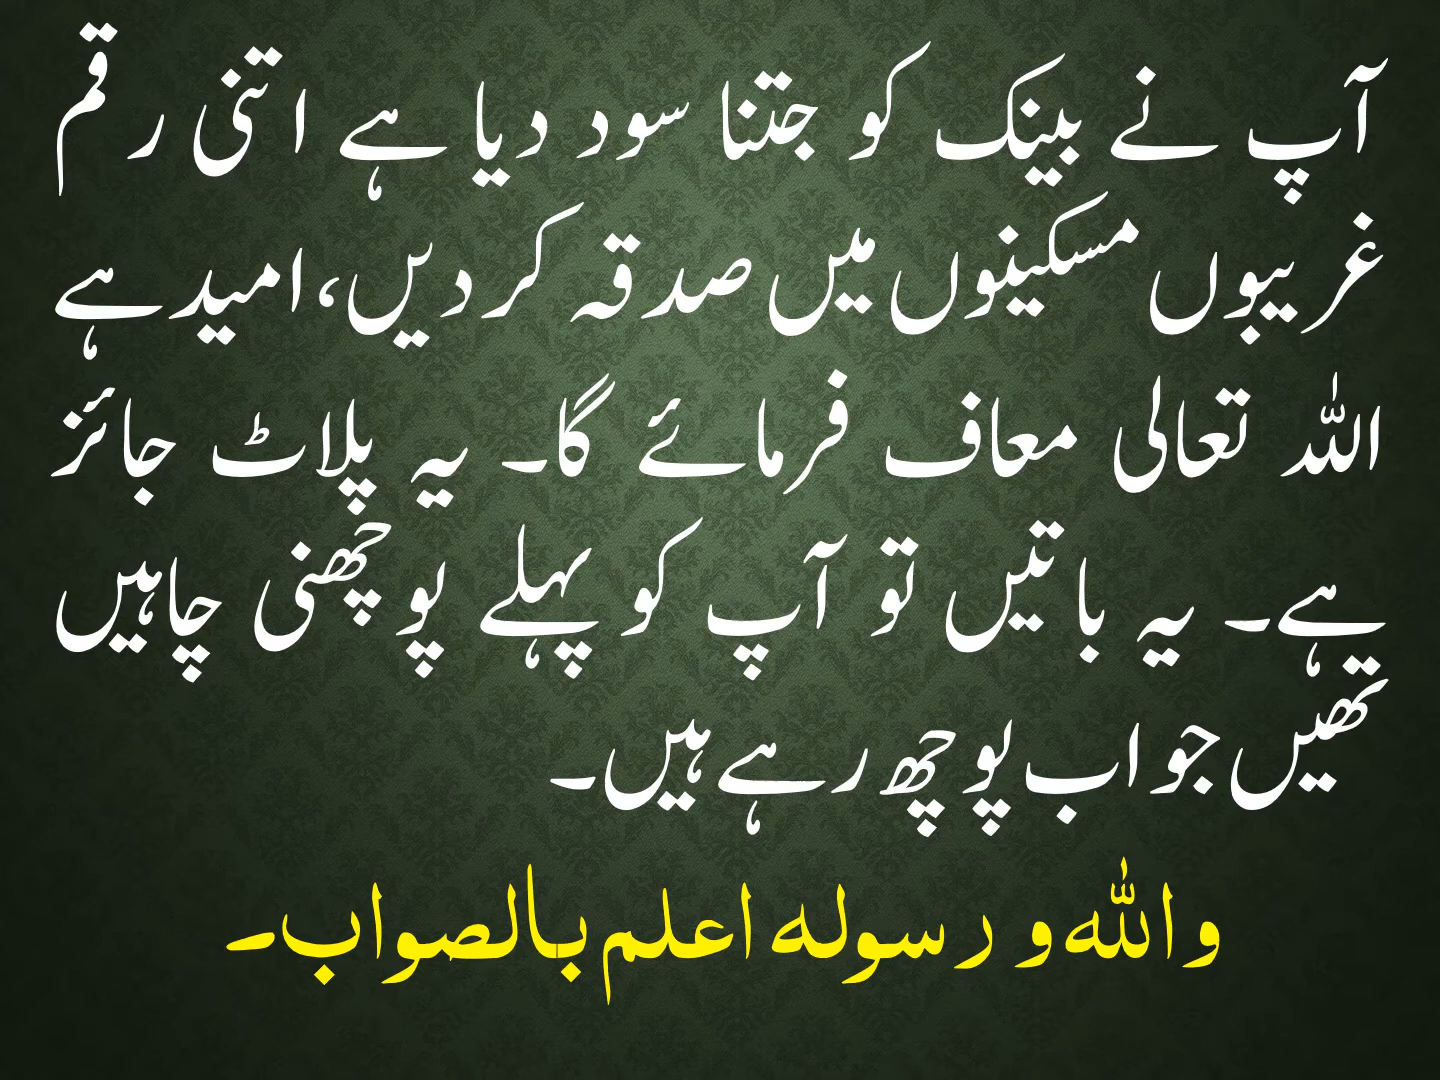 آپ نے بینک کو جتنا سود دیا ہے اتنی رقم
غریبوں مسکینوں میں صدقہ کر دیں، امید ہے
اللہ تعالی معاف فرمائے گا۔ یہ پلاٹ جائز
ہے۔ یہ باتیں تو آپ کو پہلے پوچھنی چاہیں
تھیں جو اب پوچھ رہے ہیں۔
واللہ و رسولہ اعلم بالصواب۔